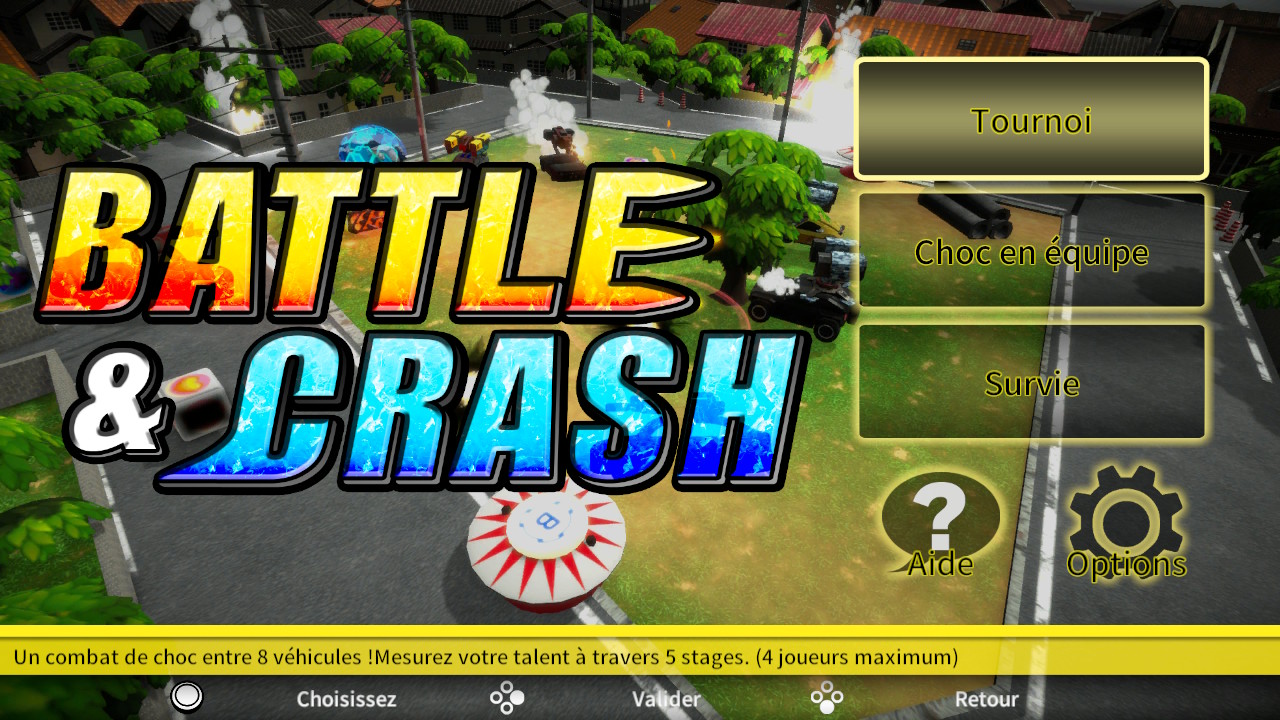 BATTLE
& CRASH
Tournoi
Choc en équipe
Survie
Aide
Options
Un combat de choc entre 8 véhicules !Mesurez votre talent à travers 5 stages. (4 joueurs maximum)
Choisissez
Valider
Retour